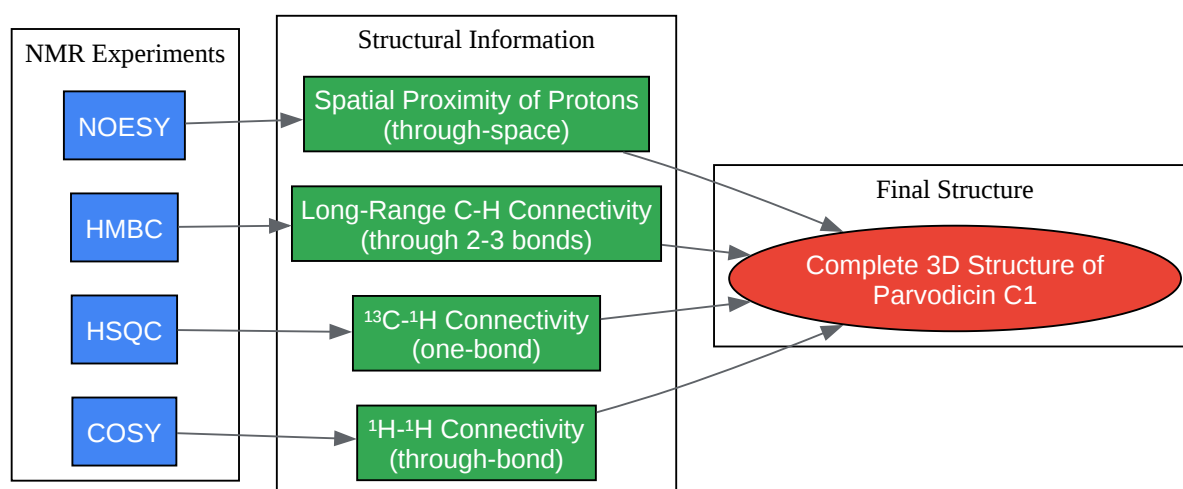 NMR Experiments
NOESY
HMBC
HSQC
COSY
Structural Information
Spatial Proximity of Protons
(through-space)
Long-Range C-H Connectivity
(through 2-3 bonds)
¹³C-¹H Connectivity
(one-bond)
¹H-¹H Connectivity
(through-bond)
Final Structure
Complete 3D Structure of
Parvodicin C1